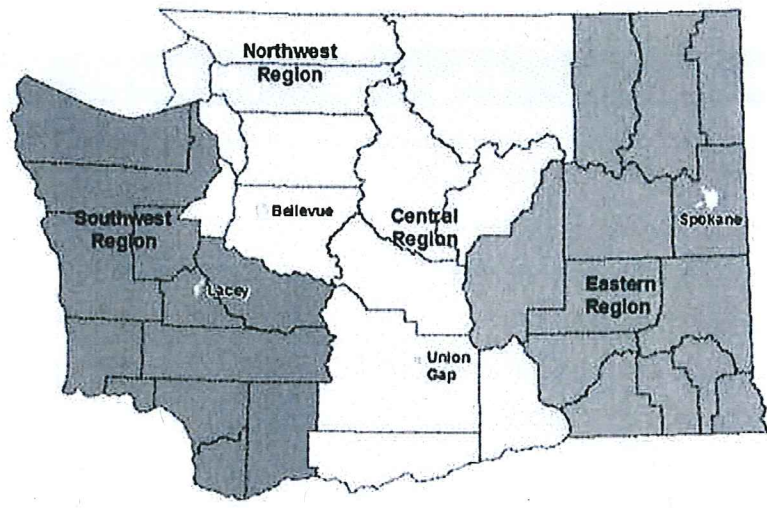 Northwest
Region
Southwest
Region
Bellevue
Central
Region
Spokane
Lacey
Eastern
Region
Union
Gap